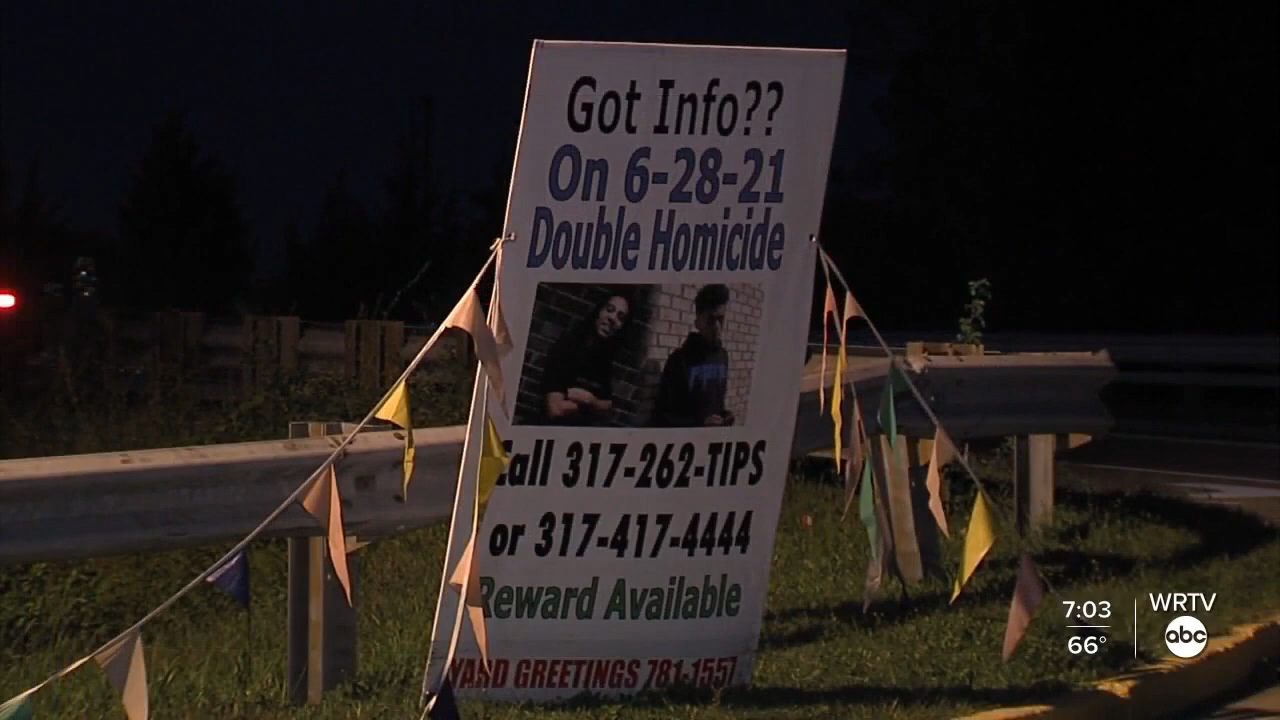 Got Info??
On 6-28-21
Double Homicide
Call 317-262-TIPS
or 317-417-4444
Reward Available
YARD GREETINGS 781-1557
7:03
66°
WRTV
abc